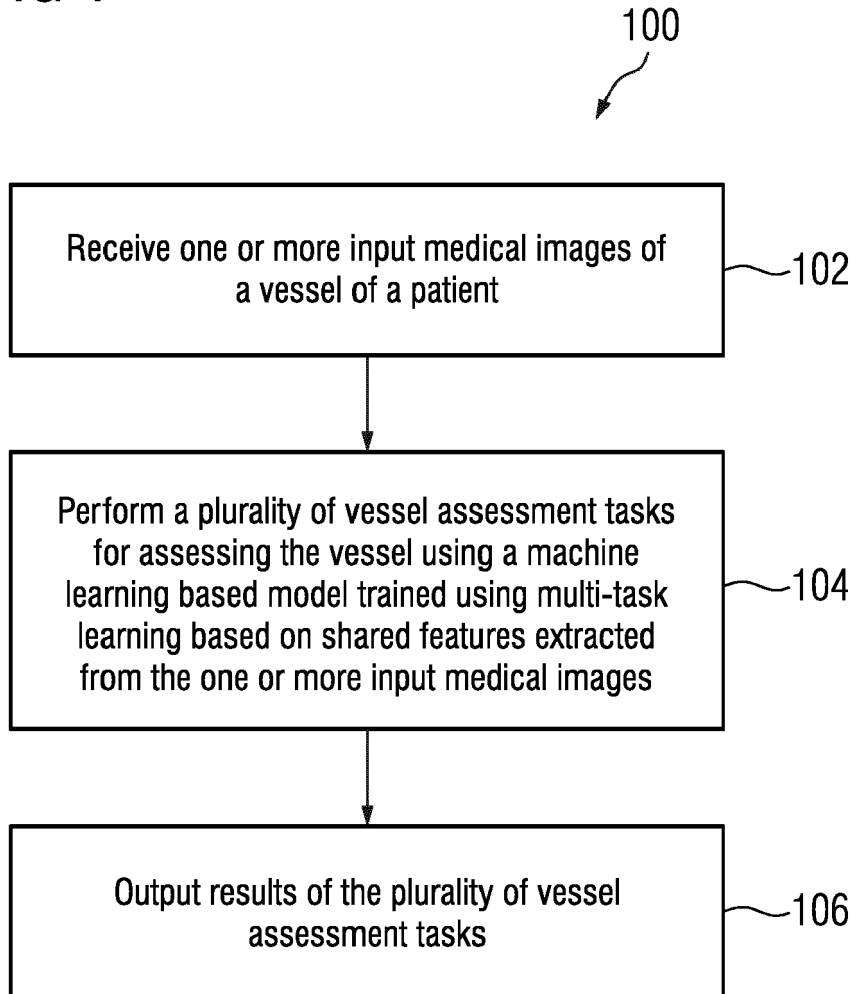 100
Receive one or more input medical images of
a vessel of a patient
102
Perform a plurality of vessel assessment tasks
for assessing the vessel using a machine
learning based model trained using multi-task
learning based on shared features extracted
from the one or more input medical images
104
Output results of the plurality of vessel
assessment tasks
106